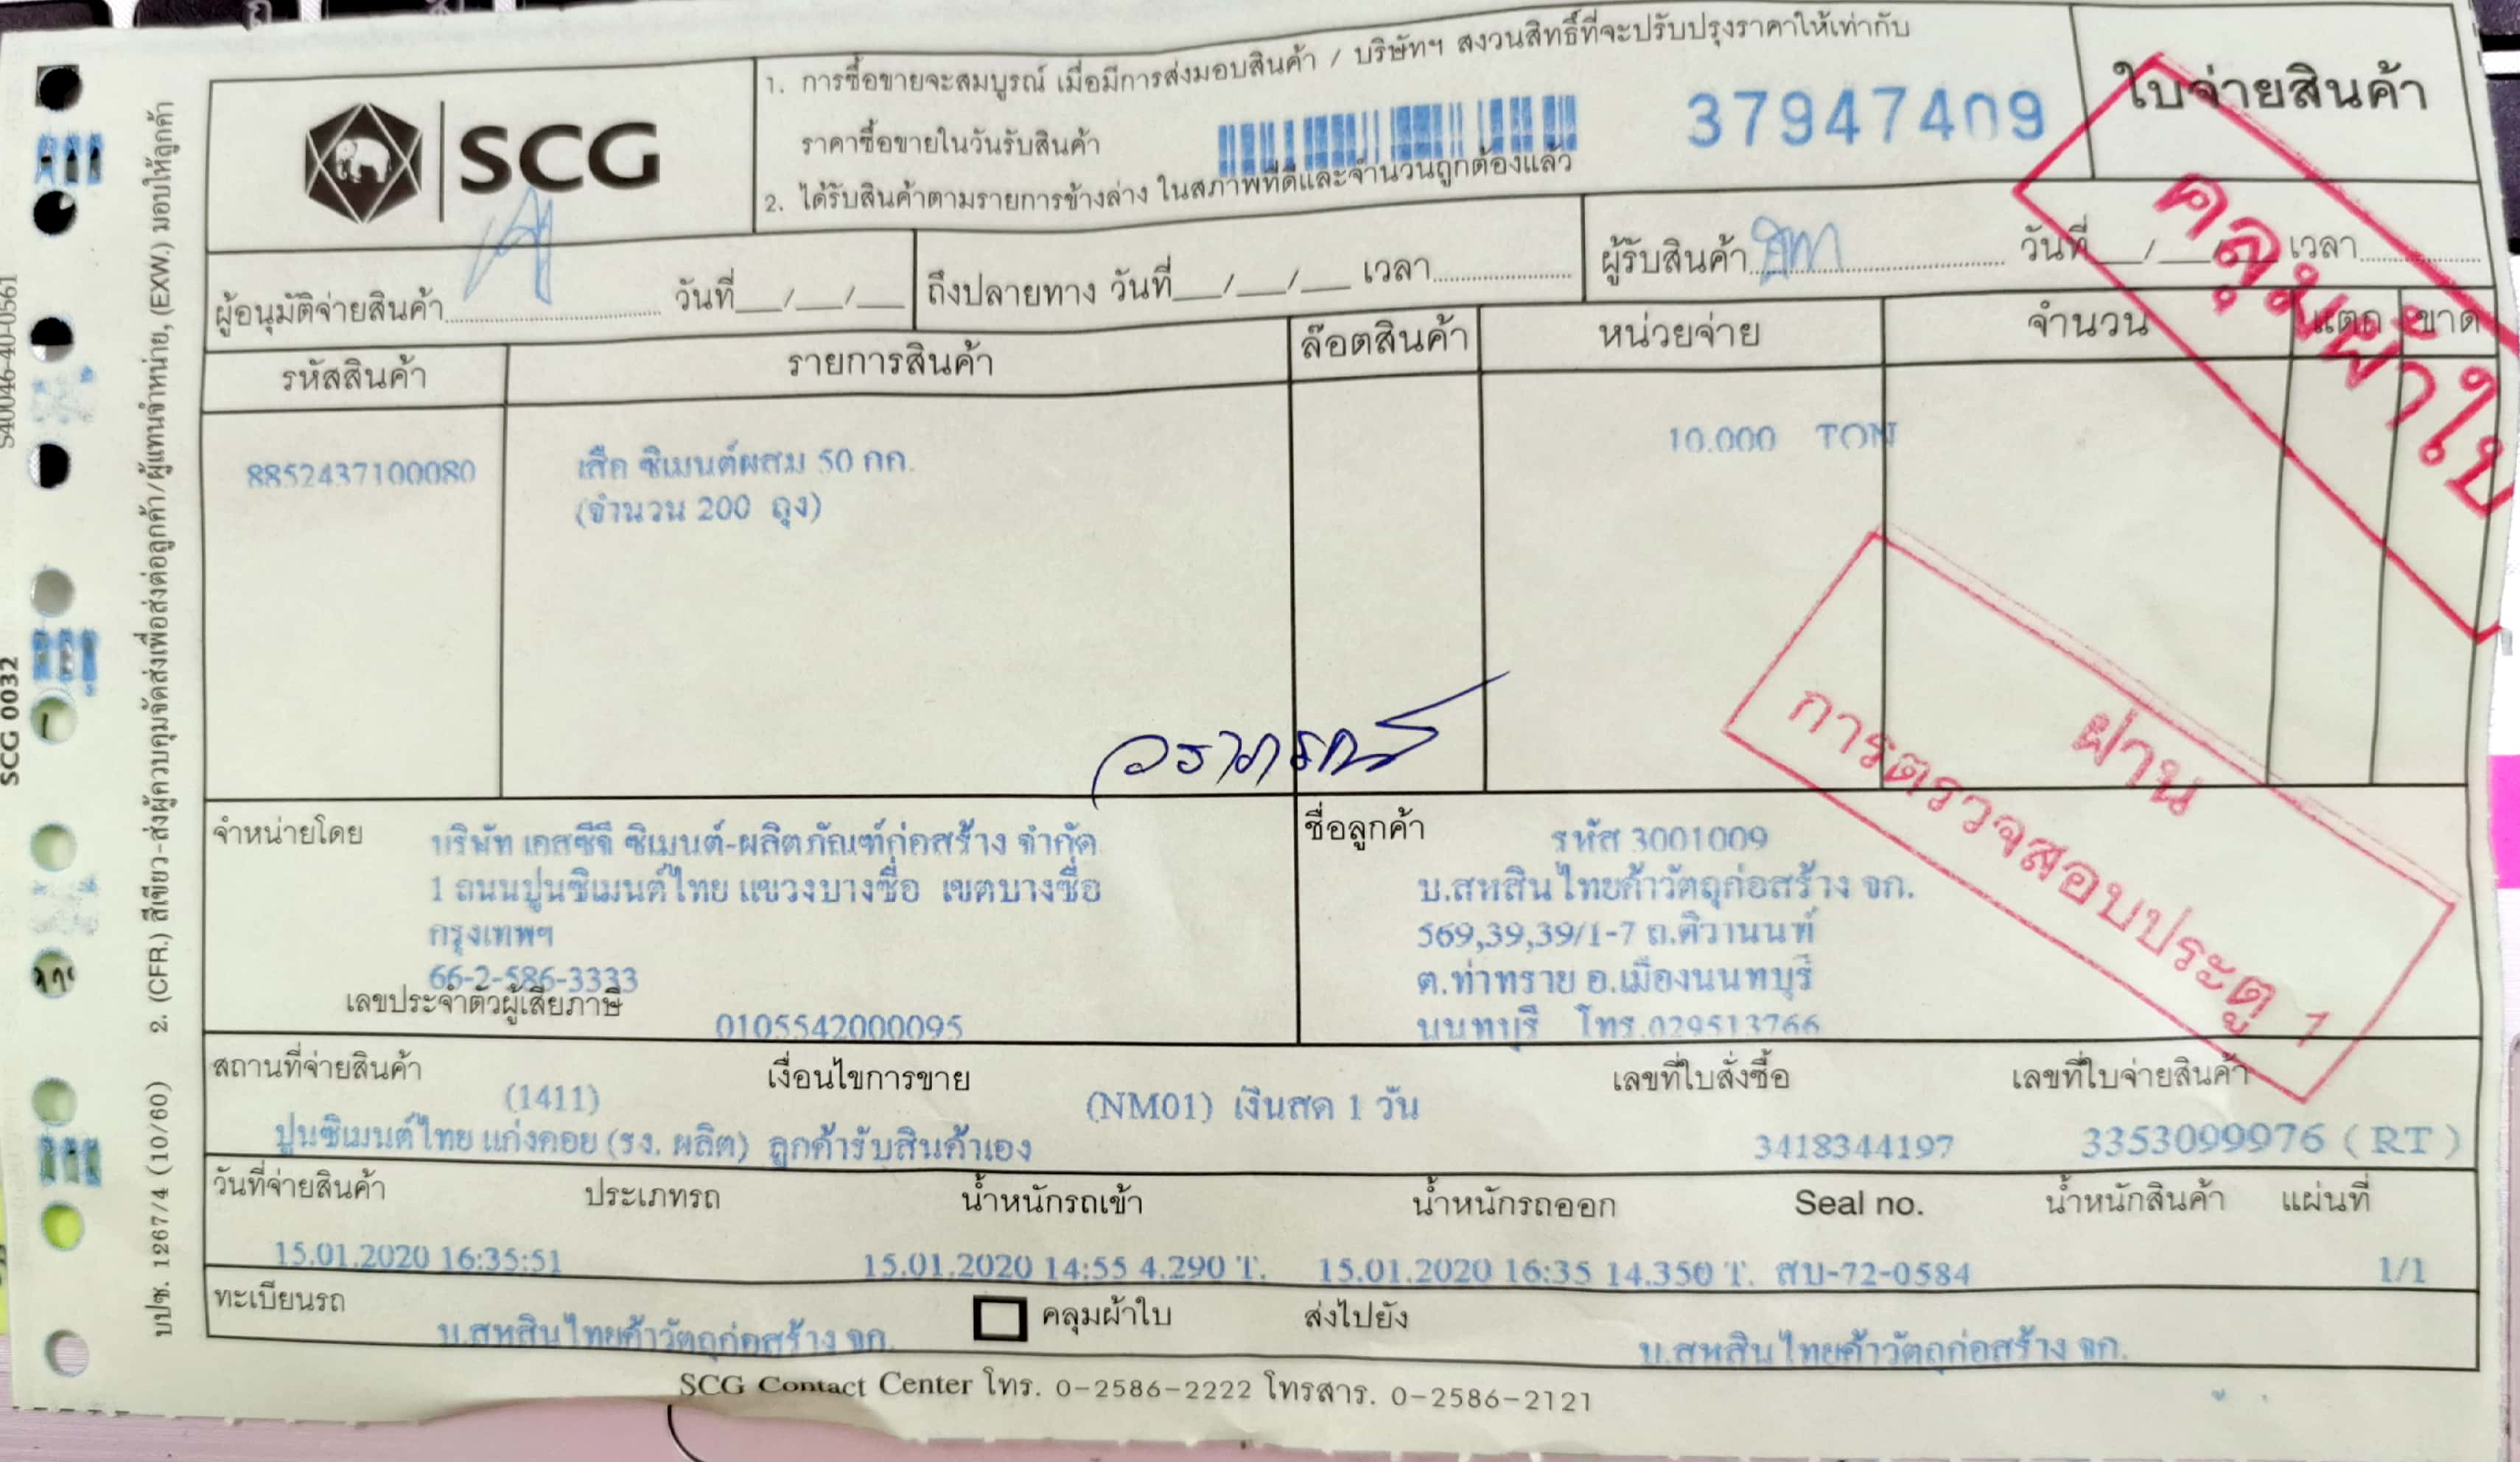 SCG
1. การซื้อขายจะสมบูรณ์ เมื่อมีการส่งมอบสินค้า / บริษัทฯ สงวนสิทธิ์ที่จะปรับปรุงราคาให้เท่ากับ
ราคาซื้อขายในวันรับสินค้า
37947409
2. ได้รับสินค้าตามรายการข้างล่าง ในสภาพที่ดีและจำนวนถูกต้องแล้ว
ใบจ่ายสินค้า
คลุมผ้าใบ
ผู้อนุมัติจ่ายสินค้า วันที่__/__/__
ถึงปลายทาง วันที่__/__/__ เวลา
ผู้รับสินค้า วันที่__/__/__ เวลา
รหัสสินค้า รายการสินค้า ล๊อตสินค้า หน่วยจ่าย จำนวน แตก ขาด
8852437100080 เสือ ซิเมนต์ผสม 50 กก. 10.000 TON
(จำนวน 200 ถุง)
วราภรณ์
ผ่าน
การตรวจสอบประตู 1
จำหน่ายโดย
บริษัท เอสซีจี ซิเมนต์-ผลิตภัณฑ์ก่อสร้าง จำกัด
1 ถนนปูนซิเมนต์ไทย แขวงบางซื่อ เขตบางซื่อ
กรุงเทพฯ
66-2-586-3333
เลขประจำตัวผู้เสียภาษี
0105542000095
ชื่อลูกค้า
รหัส 3001009
บ.สหสินไทยค้าวัตถุก่อสร้าง จก.
569,39,39/1-7 ถ.ติวานนท์
ต.ท่าทราย อ.เมืองนนทบุรี
นนทบุรี โทร.029513766
สถานที่จ่ายสินค้า เงื่อนไขการขาย เลขที่ใบสั่งซื้อ เลขที่ใบจ่ายสินค้า
(1411) (NM01) เงินสด 1 วัน
ปูนซิเมนต์ไทย แก่งคอย (รง. ผลิต) ลูกค้ารับสินค้าเอง 3418344197 3353099976 (RT)
วันที่จ่ายสินค้า ประเภทรถ น้ำหนักรถเข้า น้ำหนักรถออก Seal no. น้ำหนักสินค้า แผ่นที่
15.01.2020 16:35:51 15.01.2020 14:55 4.290 T. 15.01.2020 16:35 14.350 T. สบ-72-0584 1/1
ทะเบียนรถ คลุมผ้าใบ ส่งไปยัง
บ.สหสินไทยค้าวัตถุก่อสร้าง จก. บ.สหสินไทยค้าวัตถุก่อสร้าง จก.
SCG Contact Center โทร. 0-2586-2222 โทรสาร. 0-2586-2121
บปซ. 1267/4 (10/60) 2. (CFR.) สีเขียว-ส่งผู้ควบคุมจัดส่งเพื่อส่งต่อลูกค้า/ผู้แทนจำหน่าย, (EXW.) มอบให้ลูกค้า
SCG 0032
S40046-40-0561